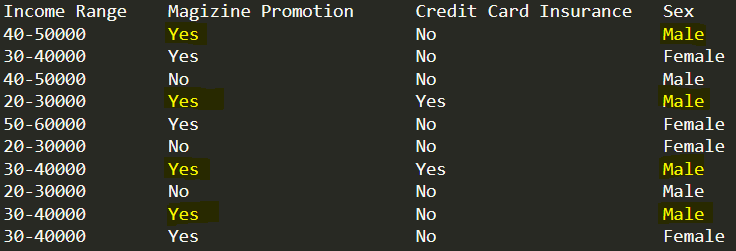 Income Range Magizine Promotion Credit Card Insurance Sex
40-50000 Yes No Male
30-40000 Yes No Female
40-50000 No No Male
20-30000 Yes Yes Male
50-60000 Yes No Female
20-30000 No No Female
30-40000 Yes Yes Male
20-30000 No No Male
30-40000 Yes No Male
30-40000 Yes No Female